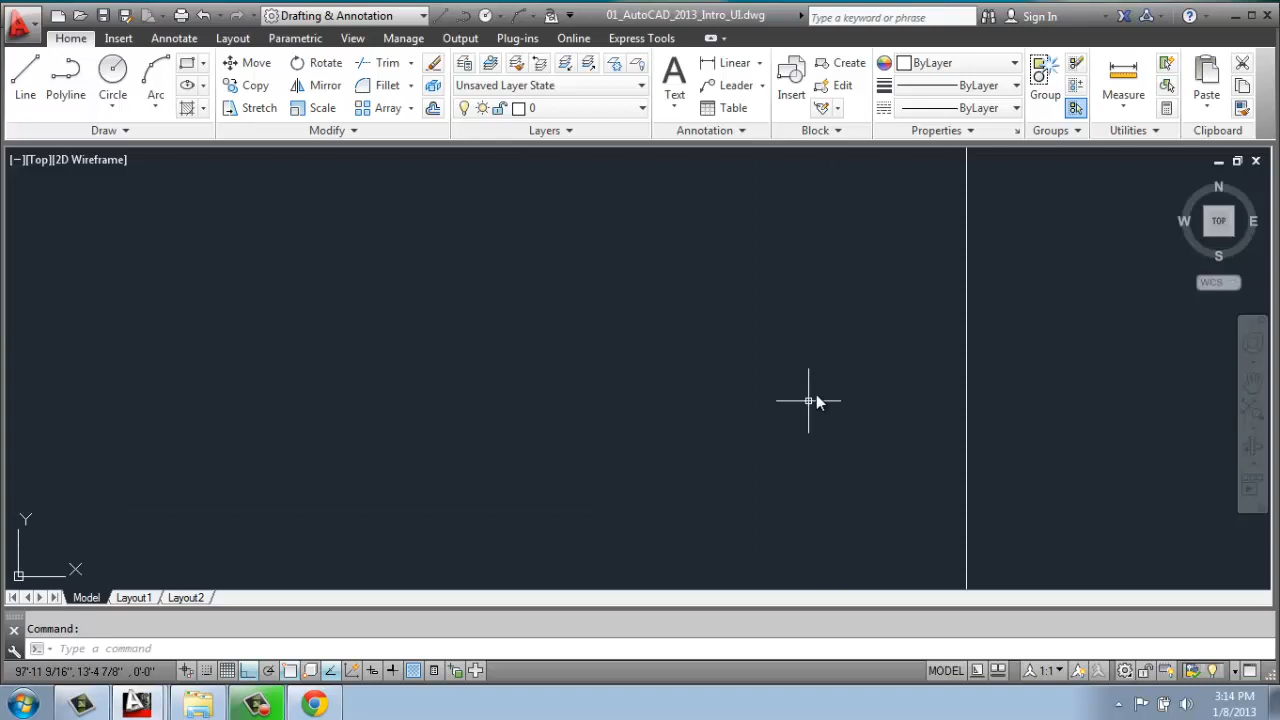 Drafting & Annotation
01_AutoCAD_2013_Intro_UI.dwg
Type a keyword or phrase
Sign In
Home Insert Annotate Layout Parametric View Manage Output Plug-ins Online Express Tools
Line Polyline Circle Arc
Move Rotate Trim
Copy Mirror Fillet
Stretch Scale Array
Unsaved Layer State
0
Text Linear
Leader
Table
Insert Create
Edit
ByLayer
ByLayer
ByLayer
Group Measure Paste
Draw Modify Layers Annotation Block Properties Groups Utilities Clipboard
[−][Top][2D Wireframe]
N
W TOP E
S
WCS
Y
X
Model Layout1 Layout2
Command:
Type a command
97'-11 9/16", 13'-4 7/8" , 0'-0"
MODEL 1:1
3:14 PM
1/8/2013